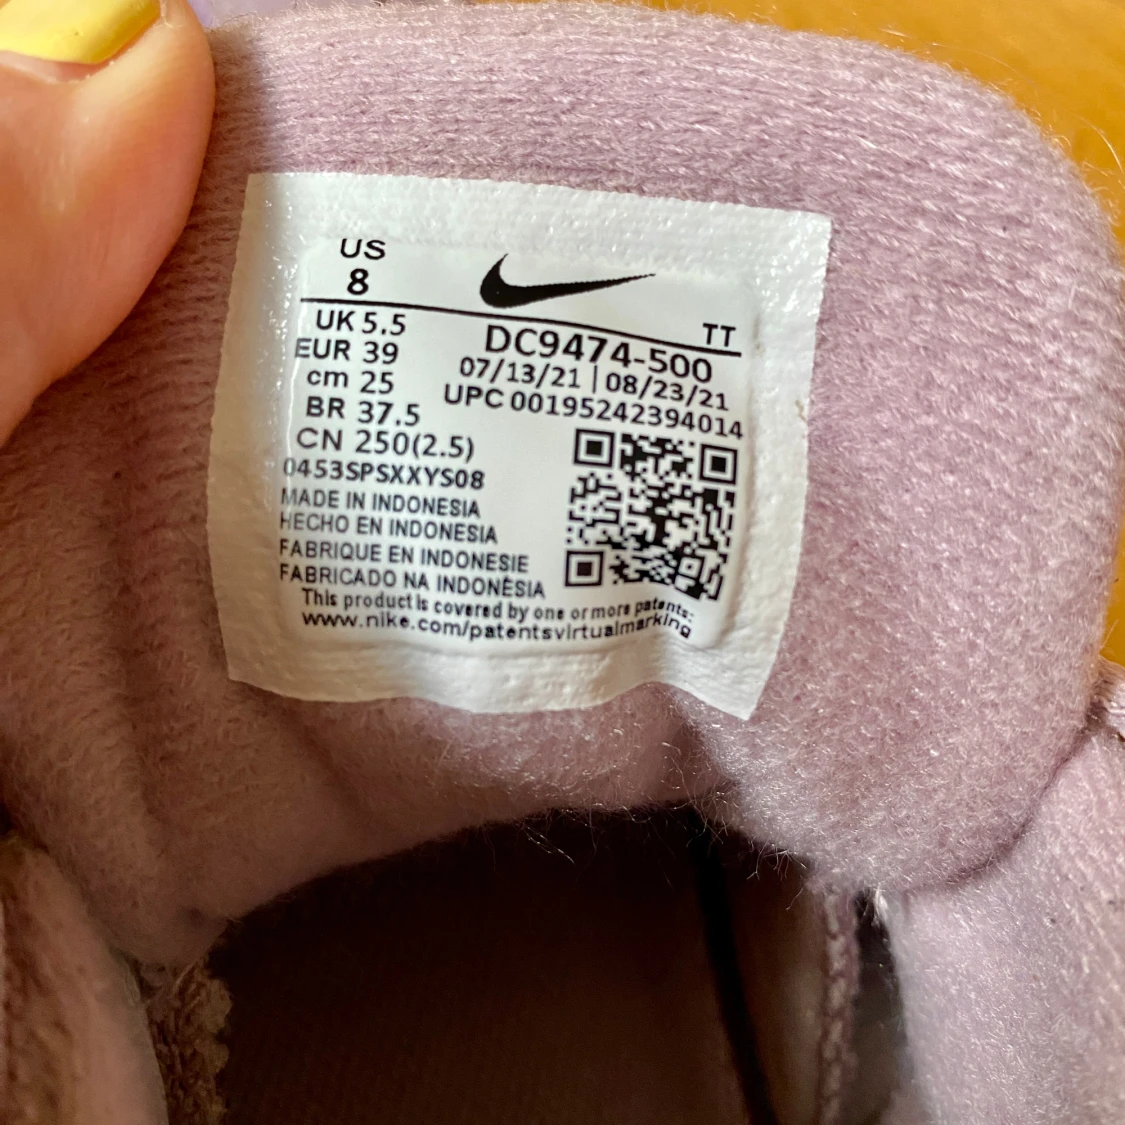 US
8
TT
UK 5.5
EUR 39
cm 25
BR 37.5
CN 250(2.5)
DC9474-500
07/13/21 | 08/23/21
UPC 00195242394014
0453SPSXXYS08
MADE IN INDONESIA
HECHO EN INDONESIA
FABRIQUE EN INDONESIE
FABRICADO NA INDONÈSIA
This product is covered by one or more patents:
www.nike.com/patentsvirtualmarking